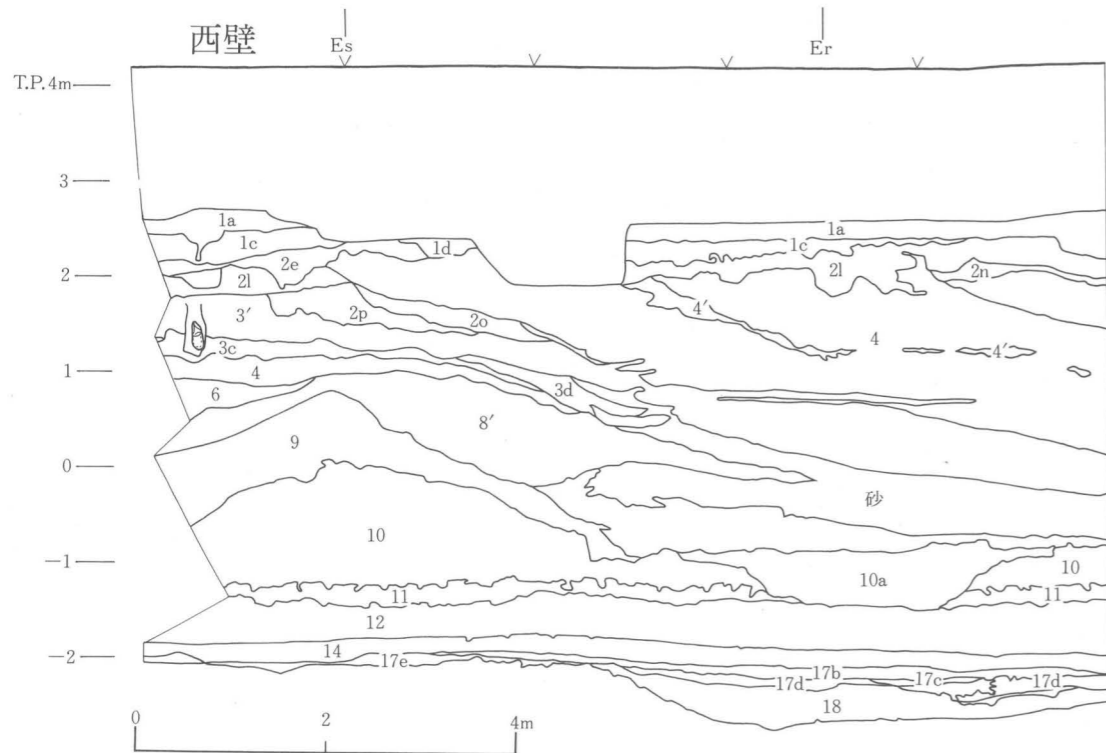 西壁
Es
Er
T.P.4m
3
1a
1a
1c
1c
1d
2e
2l
2n
2
2l
3′
2p
2o
4′
4
4′
3c
1
4
3d
6
8′
9
0
砂
10
-1
10a
10
11
11
12
14
-2
17e
17b
17c
17d
17d
18
0
2
4m